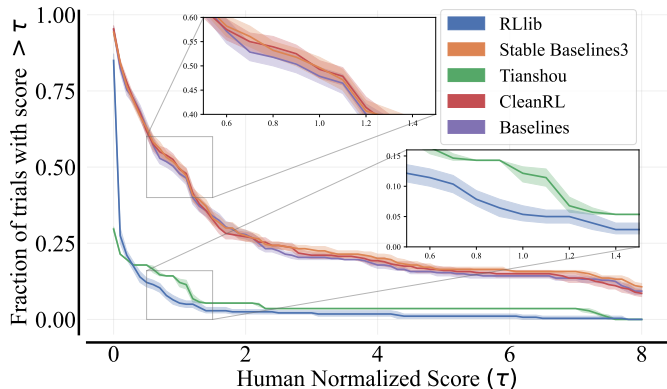 Fraction of trials with score > τ
1.00
0.75
0.50
0.25
0.00
0 2 4 6 8
Human Normalized Score (τ)
0.60
0.55
0.50
0.45
0.40
0.6 0.8 1.0 1.2 1.4
RLlib
Stable Baselines3
Tianshou
CleanRL
Baselines
0.15
0.10
0.05
0.00
0.6 0.8 1.0 1.2 1.4